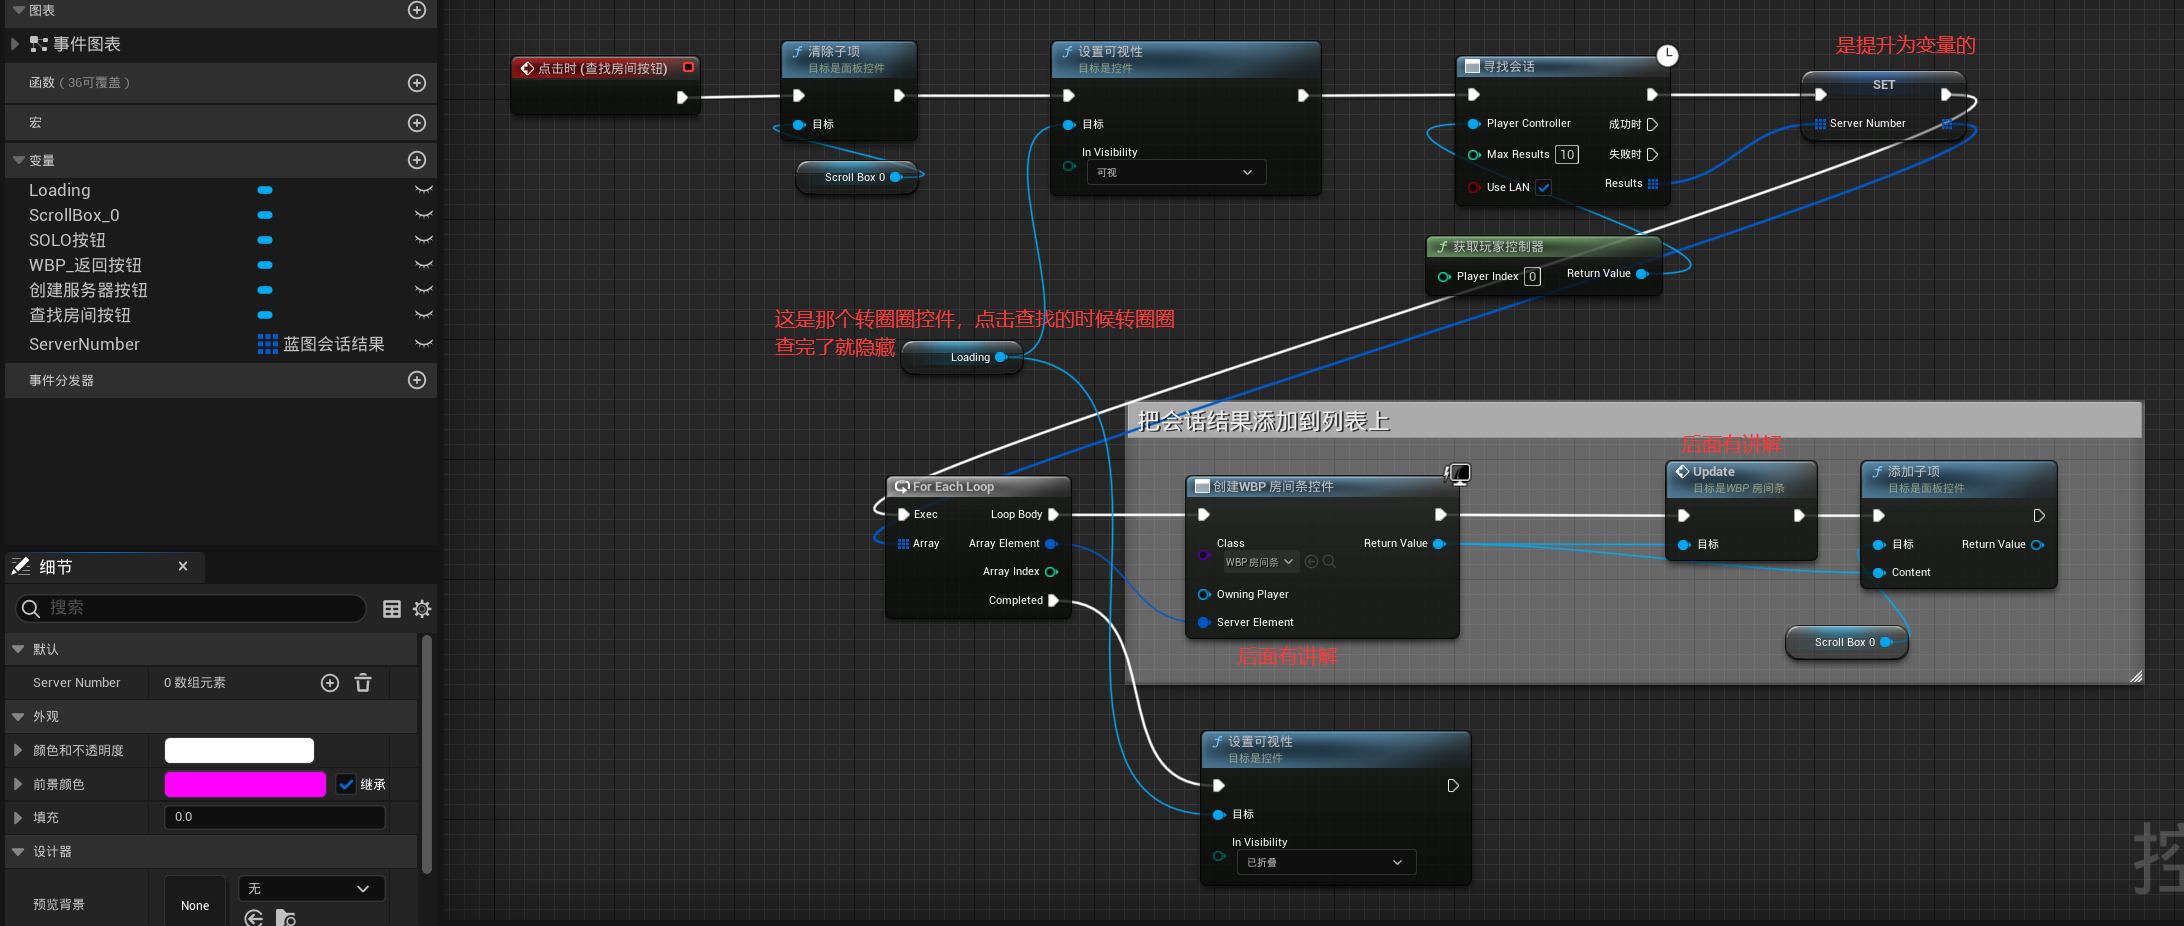 图表
事件图表
函数 (36可覆盖)
宏
变量
Loading
ScrollBox_0
SOLO按钮
WBP_返回按钮
创建服务器按钮
查找房间按钮
ServerNumber 蓝图会话结果
事件分发器
细节
搜索
默认
Server Number 0 数组元素
外观
颜色和不透明度
前景颜色 继承
填充 0.0
设计器
预览背景 None 无
点击时 (查找房间按钮)
清除子项
目标是面板控件
目标
Scroll Box 0
设置可视性
目标是控件
目标
In Visibility
可视
寻找会话
Player Controller 成功时
Max Results 10 失败时
Use LAN Results
是提升为变量的
SET
Server Number
获取玩家控制器
Player Index 0 Return Value
这是那个转圈圈控件，点击查找的时候转圈圈
查完了就隐藏
Loading
把会话结果添加到列表上
For Each Loop
Exec Loop Body
Array Array Element
Array Index
Completed
创建WBP 房间条控件
Class Return Value
WBP 房间条
Owning Player
Server Element
后面有讲解
后面有讲解
Update
目标是WBP 房间条
目标
添加子项
目标是面板控件
目标 Return Value
Content
Scroll Box 0
设置可视性
目标是控件
目标
In Visibility
已折叠
控